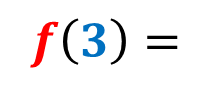 f(3) =